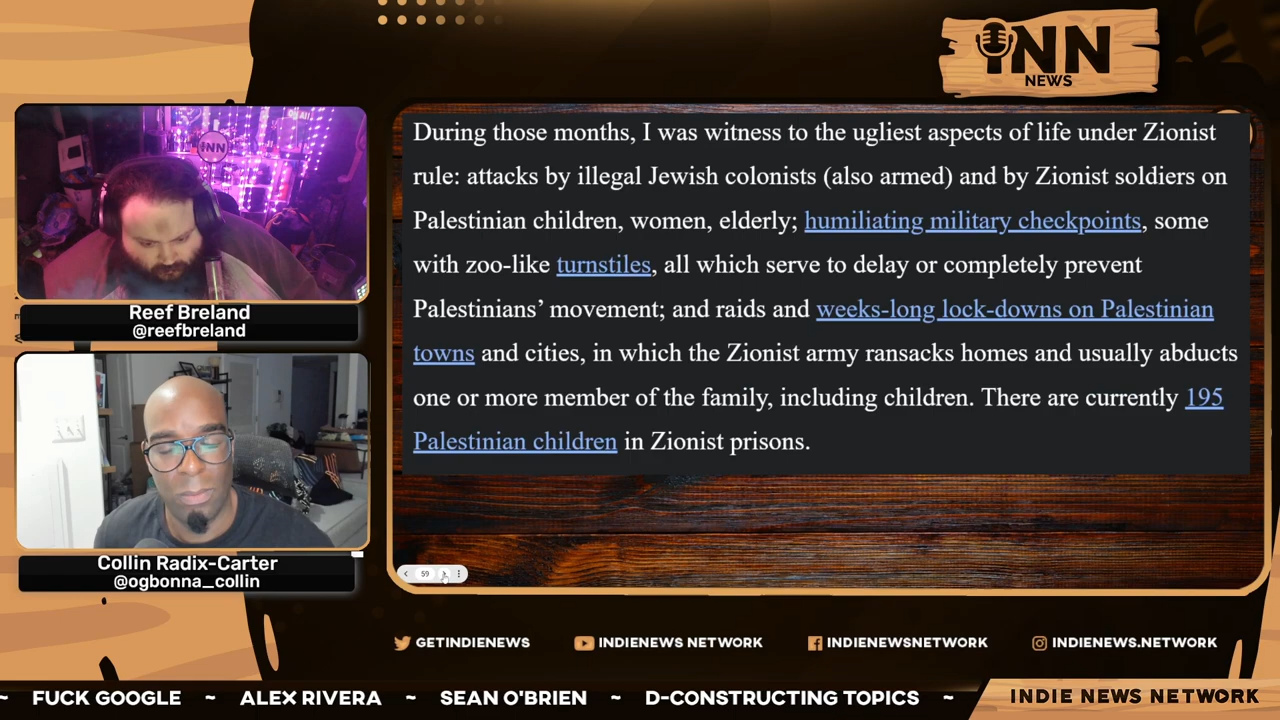 INN
NEWS
During those months, I was witness to the ugliest aspects of life under Zionist
rule: attacks by illegal Jewish colonists (also armed) and by Zionist soldiers on
Palestinian children, women, elderly; humiliating military checkpoints, some
with zoo-like turnstiles, all which serve to delay or completely prevent
Palestinians’ movement; and raids and weeks-long lock-downs on Palestinian
towns and cities, in which the Zionist army ransacks homes and usually abducts
one or more member of the family, including children. There are currently 195
Palestinian children in Zionist prisons.
59
INN
Reef Breland
@reefbreland
Collin Radix-Carter
@ogbonna_collin
GETINDIENEWS
INDIENEWS NETWORK
INDIENEWSNETWORK
INDIENEWS.NETWORK
~ FUCK GOOGLE ~ ALEX RIVERA ~ SEAN O'BRIEN ~ D-CONSTRUCTING TOPICS ~
INDIE NEWS NETWORK